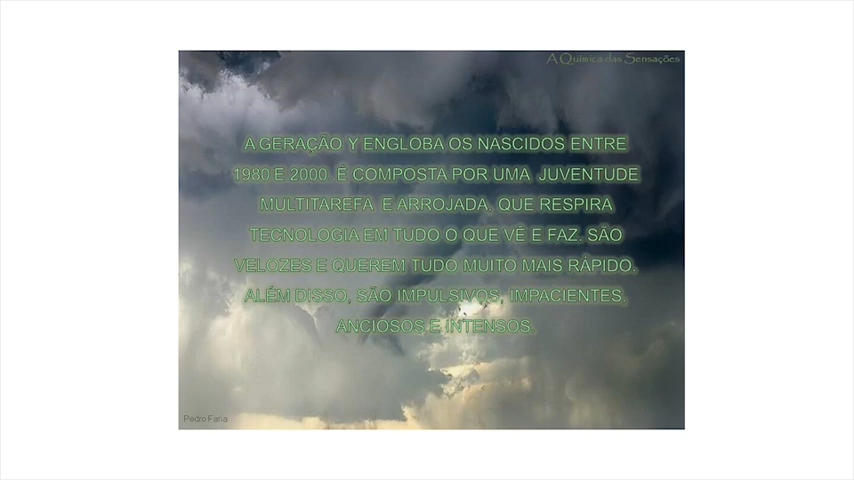 A Química das Sensações
A GERAÇÃO Y ENGLOBA OS NASCIDOS ENTRE
1980 E 2000 É COMPOSTA POR UMA JUVENTUDE
MULTITAREFA E ARROJADA, QUE RESPIRA
TECNOLOGIA EM TUDO O QUE VÊ E FAZ. SÃO
VELOZES E QUEREM TUDO MUITO MAIS RÁPIDO.
ALÉM DISSO, SÃO IMPULSIVOS, IMPACIENTES,
ANCIOSOS E INTENSOS.
Pedro Faria